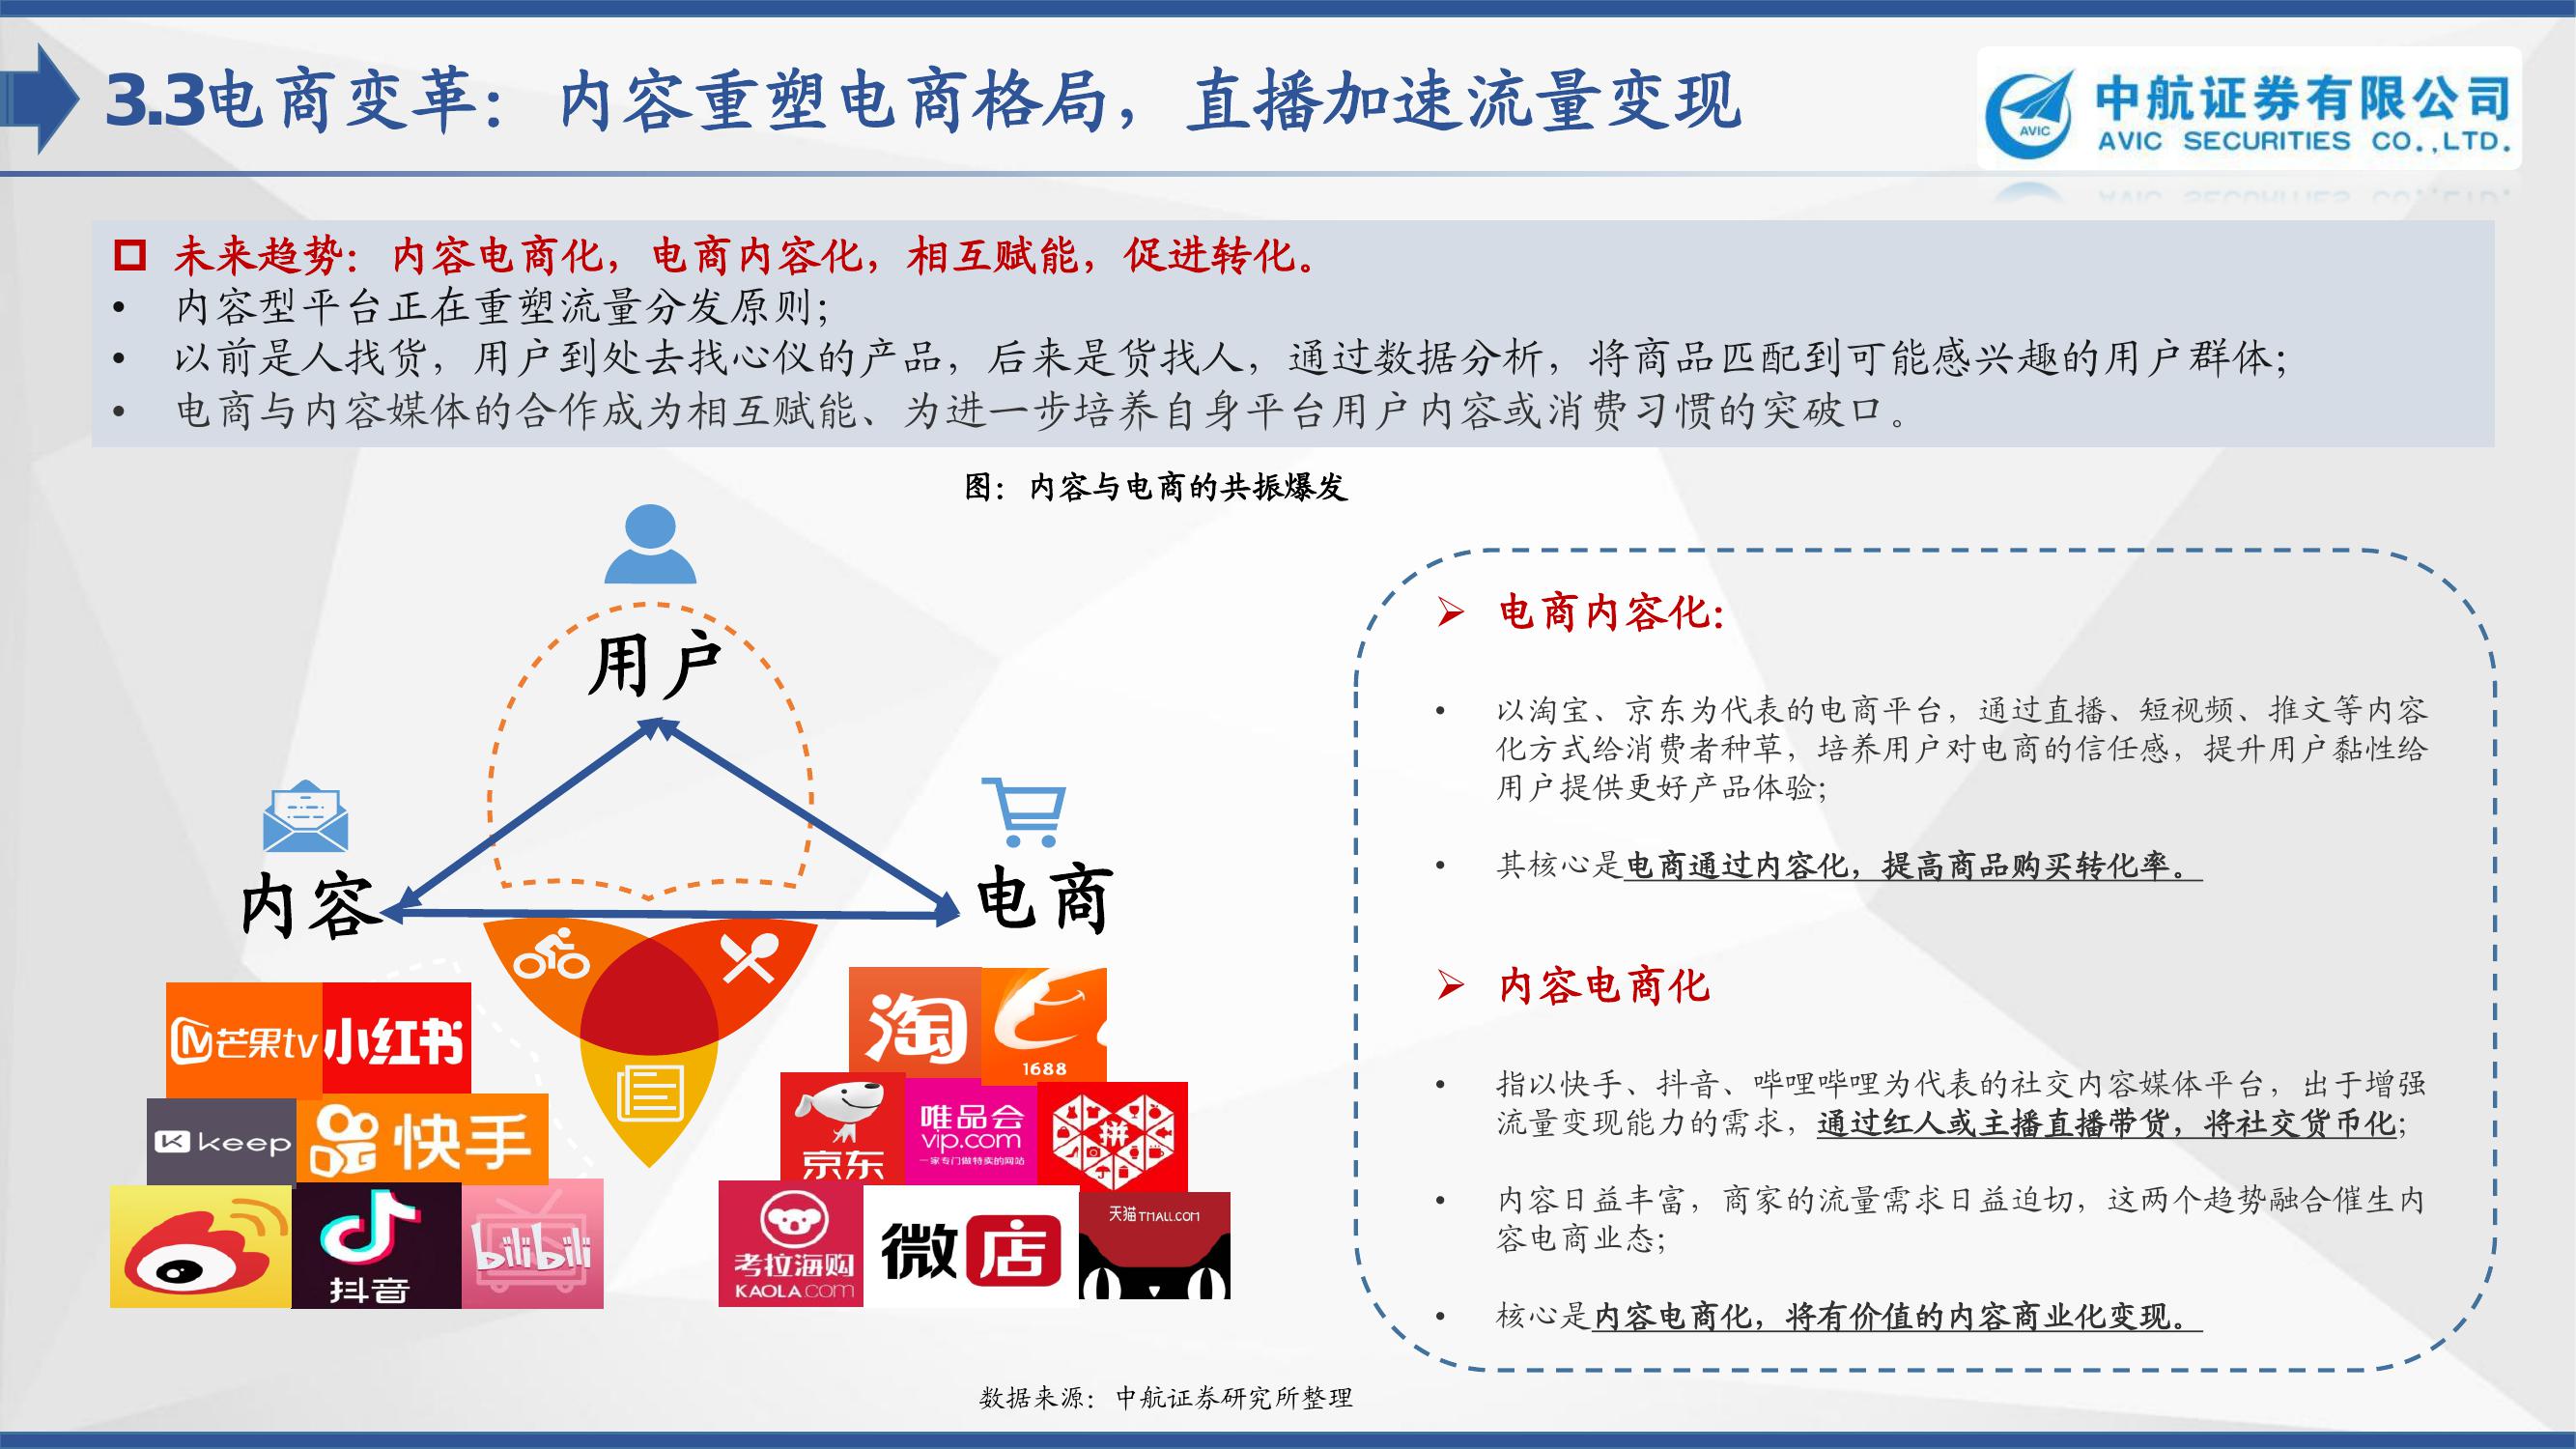 3.3电商变革：内容重塑电商格局，直播加速流量变现
中航证券有限公司
AVIC SECURITIES CO.,LTD.
AVIC
未来趋势：内容电商化，电商内容化，相互赋能，促进转化。
• 内容型平台正在重塑流量分发原则；
• 以前是人找货，用户到处去找心仪的产品，后来是货找人，通过数据分析，将商品匹配到可能感兴趣的用户群体；
• 电商与内容媒体的合作成为相互赋能、为进一步培养自身平台用户内容或消费习惯的突破口。
图：内容与电商的共振爆发
用户
内容
电商
芒果tv
小红书
keep
快手
抖音
bilibili
淘
1688
京东
唯品会
vip.com
一家专门做特卖的网站
拼
考拉海购
KAOLA.com
微店
天猫TMALL.COM
电商内容化：
• 以淘宝、京东为代表的电商平台，通过直播、短视频、推文等内容
化方式给消费者种草，培养用户对电商的信任感，提升用户黏性给
用户提供更好产品体验；
• 其核心是电商通过内容化，提高商品购买转化率。
内容电商化
• 指以快手、抖音、哔哩哔哩为代表的社交内容媒体平台，出于增强
流量变现能力的需求，通过红人或主播直播带货，将社交货币化；
• 内容日益丰富，商家的流量需求日益迫切，这两个趋势融合催生内
容电商业态；
• 核心是内容电商化，将有价值的内容商业化变现。
数据来源：中航证券研究所整理